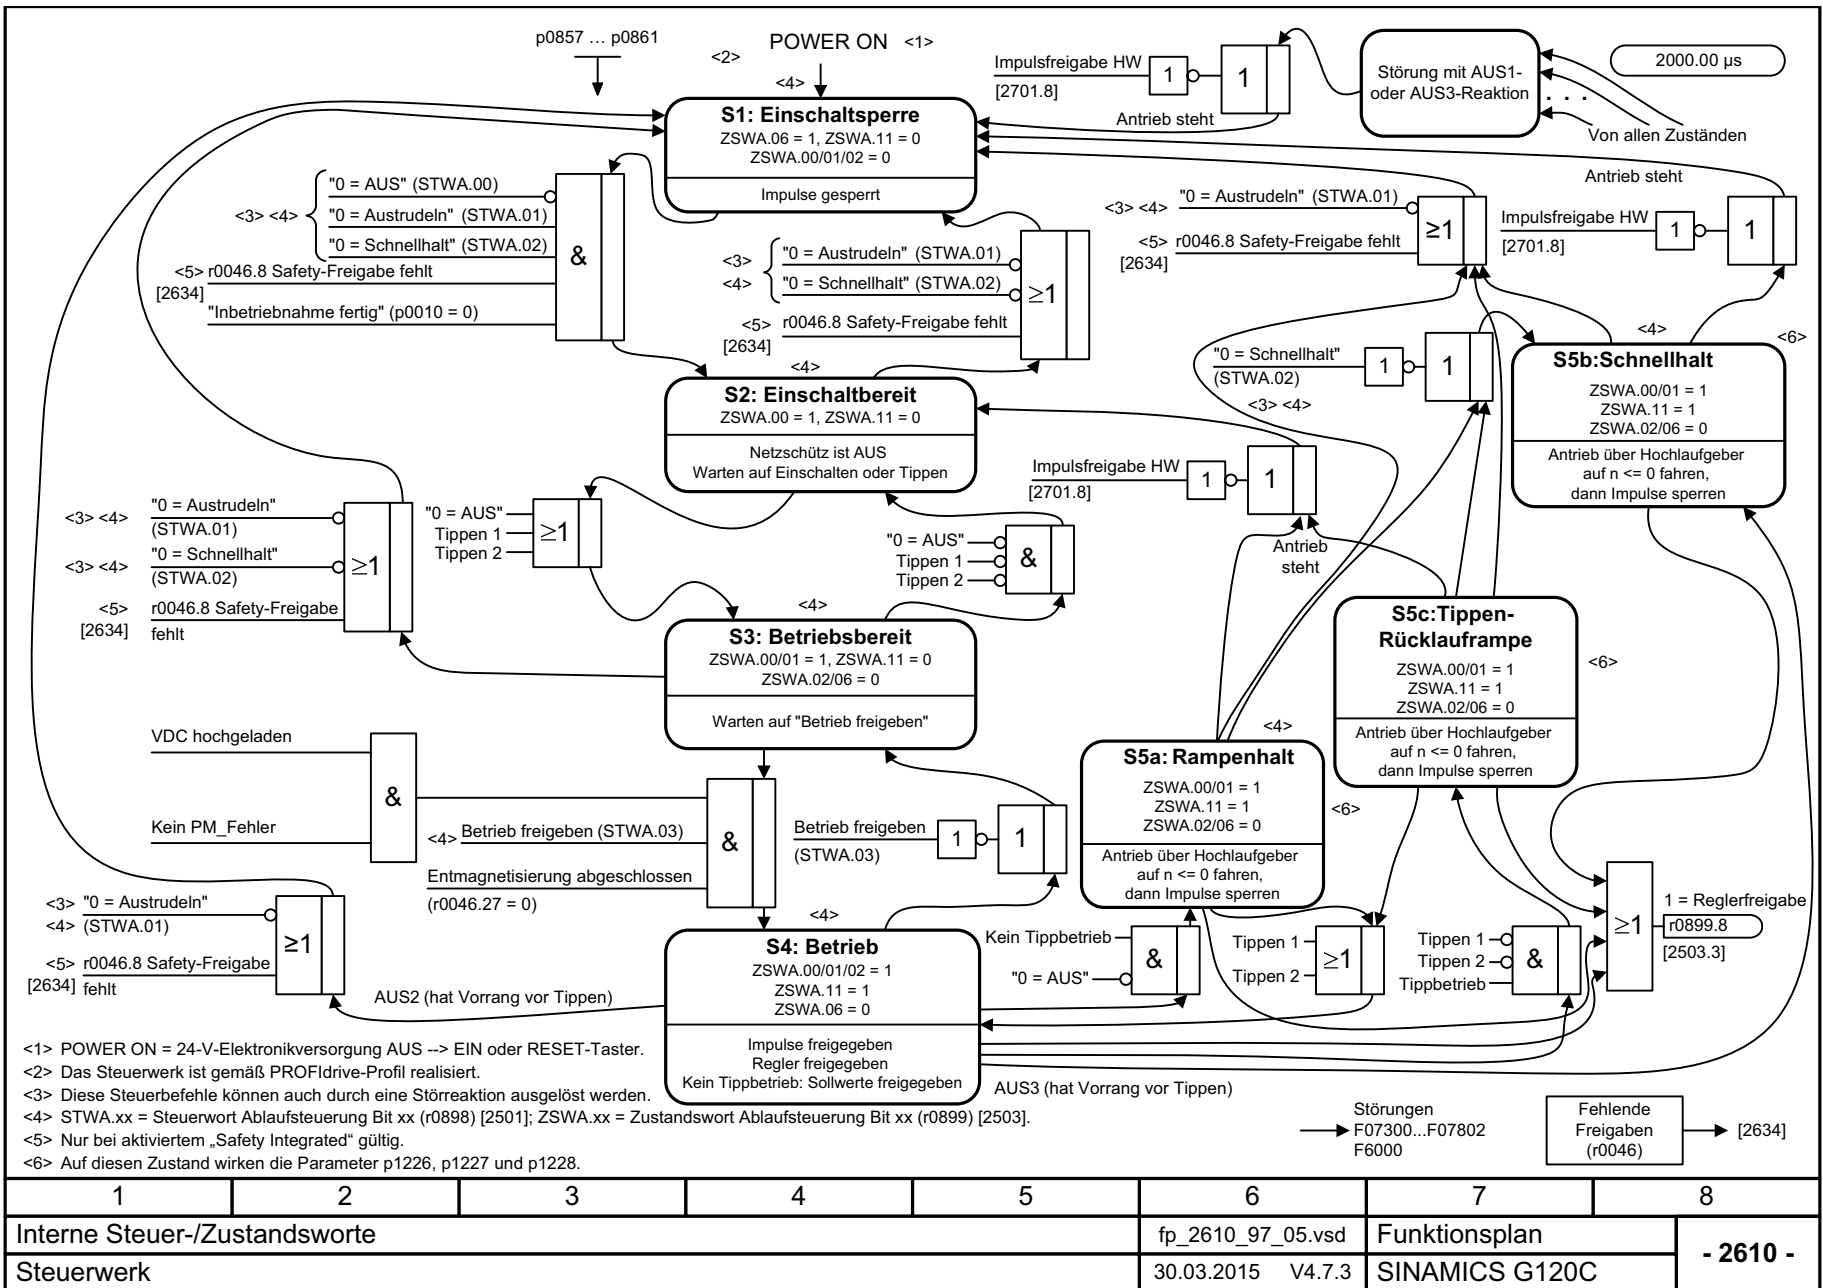 p0857 … p0861
<2>
POWER ON <1>
<4>
S1: Einschaltsperre
ZSWA.06 = 1, ZSWA.11 = 0
ZSWA.00/01/02 = 0
Impulse gesperrt
Impulsfreigabe HW
[2701.8]
1
1
Antrieb steht
Störung mit AUS1-
oder AUS3-Reaktion
. . .
Von allen Zuständen
2000.00 µs
<3> <4>
"0 = AUS" (STWA.00)
"0 = Austrudeln" (STWA.01)
"0 = Schnellhalt" (STWA.02)
<5> r0046.8 Safety-Freigabe fehlt
[2634]
"Inbetriebnahme fertig" (p0010 = 0)
&
<3>
<4>
"0 = Austrudeln" (STWA.01)
"0 = Schnellhalt" (STWA.02)
<5> r0046.8 Safety-Freigabe fehlt
[2634]
≥1
<3> <4> "0 = Austrudeln" (STWA.01)
<5> r0046.8 Safety-Freigabe fehlt
[2634]
≥1
Antrieb steht
Impulsfreigabe HW
[2701.8]
1
1
"0 = Schnellhalt"
(STWA.02)
<3> <4>
1
1
<4>
<6>
S5b:Schnellhalt
ZSWA.00/01 = 1
ZSWA.11 = 1
ZSWA.02/06 = 0
Antrieb über Hochlaufgeber
auf n <= 0 fahren,
dann Impulse sperren
<4>
S2: Einschaltbereit
ZSWA.00 = 1, ZSWA.11 = 0
Netzschütz ist AUS
Warten auf Einschalten oder Tippen
Impulsfreigabe HW
[2701.8]
1
1
Antrieb
steht
<3> <4> "0 = Austrudeln"
(STWA.01)
<3> <4> "0 = Schnellhalt"
(STWA.02)
<5> r0046.8 Safety-Freigabe
[2634] fehlt
≥1
"0 = AUS"
Tippen 1
Tippen 2
≥1
"0 = AUS"
Tippen 1
Tippen 2
&
<4>
S3: Betriebsbereit
ZSWA.00/01 = 1, ZSWA.11 = 0
ZSWA.02/06 = 0
Warten auf "Betrieb freigeben"
S5c:Tippen-
Rücklauframpe
ZSWA.00/01 = 1
ZSWA.11 = 1
ZSWA.02/06 = 0
Antrieb über Hochlaufgeber
auf n <= 0 fahren,
dann Impulse sperren
<6>
<4>
S5a: Rampenhalt
ZSWA.00/01 = 1
ZSWA.11 = 1
ZSWA.02/06 = 0
Antrieb über Hochlaufgeber
auf n <= 0 fahren,
dann Impulse sperren
<6>
VDC hochgeladen
Kein PM_Fehler
&
<4> Betrieb freigeben (STWA.03)
Entmagnetisierung abgeschlossen
(r0046.27 = 0)
&
Betrieb freigeben
(STWA.03)
1
1
<3> "0 = Austrudeln"
<4> (STWA.01)
<5> r0046.8 Safety-Freigabe
[2634] fehlt
≥1
AUS2 (hat Vorrang vor Tippen)
<4>
S4: Betrieb
ZSWA.00/01/02 = 1
ZSWA.11 = 1
ZSWA.06 = 0
Impulse freigegeben
Regler freigegeben
Kein Tippbetrieb: Sollwerte freigegeben
Kein Tippbetrieb
"0 = AUS"
&
Tippen 1
Tippen 2
≥1
Tippen 1
Tippen 2
Tippbetrieb
&
≥1
1 = Reglerfreigabe
r0899.8
[2503.3]
AUS3 (hat Vorrang vor Tippen)
<1> POWER ON = 24-V-Elektronikversorgung AUS --> EIN oder RESET-Taster.
<2> Das Steuerwerk ist gemäß PROFIdrive-Profil realisiert.
<3> Diese Steuerbefehle können auch durch eine Störreaktion ausgelöst werden.
<4> STWA.xx = Steuerwort Ablaufsteuerung Bit xx (r0898) [2501]; ZSWA.xx = Zustandswort Ablaufsteuerung Bit xx (r0899) [2503].
<5> Nur bei aktiviertem „Safety Integrated“ gültig.
<6> Auf diesen Zustand wirken die Parameter p1226, p1227 und p1228.
Störungen
F07300...F07802
F6000
Fehlende
Freigaben
(r0046)
[2634]
1 2 3 4 5 6 7 8
Interne Steuer-/Zustandsworte fp_2610_97_05.vsd Funktionsplan
- 2610 -
Steuerwerk 30.03.2015 V4.7.3 SINAMICS G120C